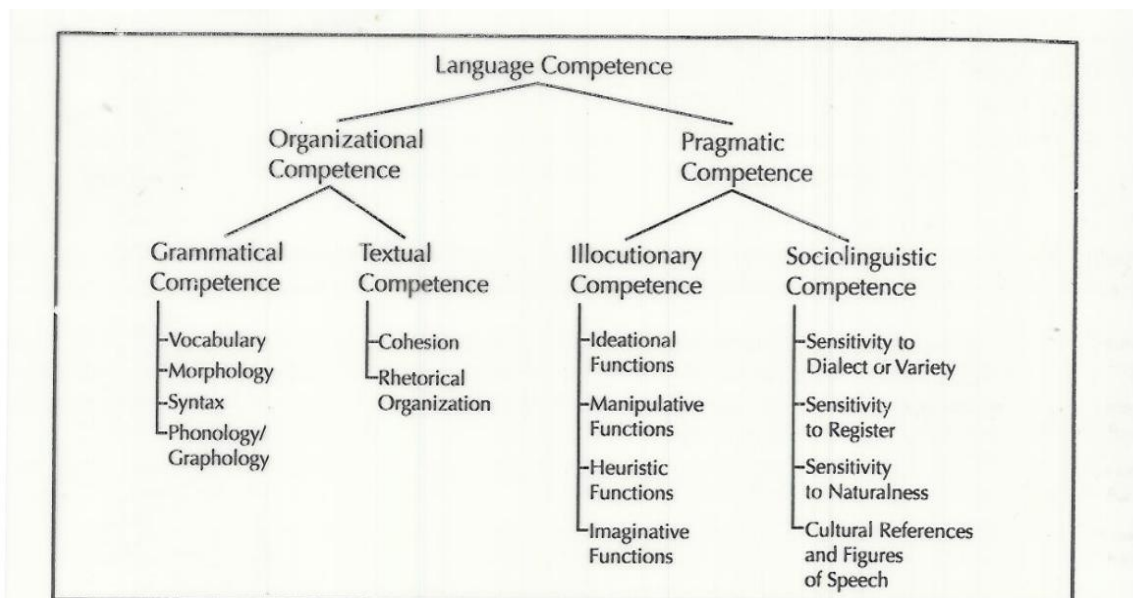 Language Competence
Organizational
Competence
Pragmatic
Competence
Grammatical
Competence
Textual
Competence
Illocutionary
Competence
Sociolinguistic
Competence
Vocabulary
Morphology
Syntax
Phonology/
Graphology
Cohesion
Rhetorical
Organization
Ideational
Functions
Manipulative
Functions
Heuristic
Functions
Imaginative
Functions
Sensitivity to
Dialect or Variety
Sensitivity
to Register
Sensitivity
to Naturalness
Cultural References
and Figures
of Speech